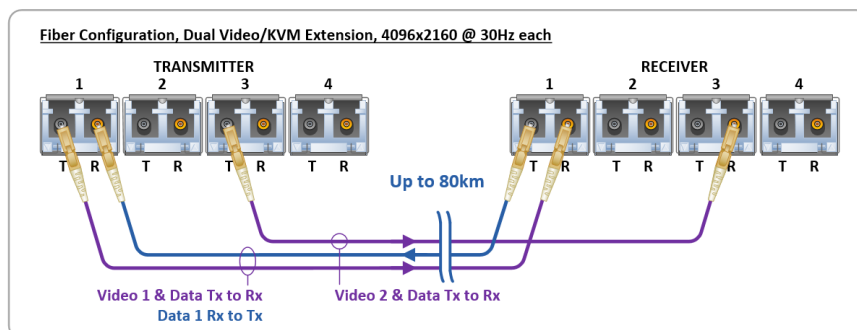 Fiber Configuration, Dual Video/KVM Extension, 4096x2160 @ 30Hz each
TRANSMITTER
RECEIVER
1 2 3 4
1 2 3 4
T R T R T R T R
T R T R T R T R
Up to 80km
Video 1 & Data Tx to Rx
Data 1 Rx to Tx
Video 2 & Data Tx to Rx